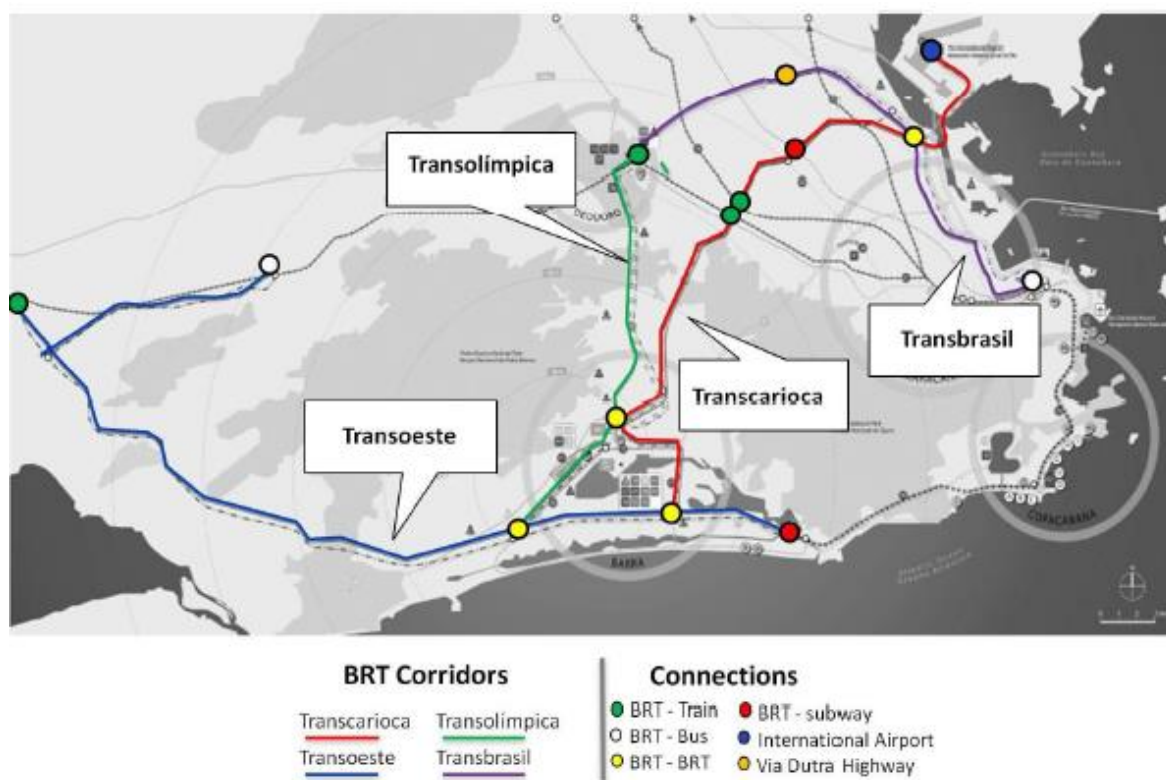 Transolímpica
DEODORO
Transbrasil
Transcarioca
Transoeste
BARRA
COPACABANA
BRT Corridors
Transcarioca
Transolímpica
Transoeste
Transbrasil
Connections
BRT - Train
BRT - subway
BRT - Bus
International Airport
BRT - BRT
Via Dutra Highway